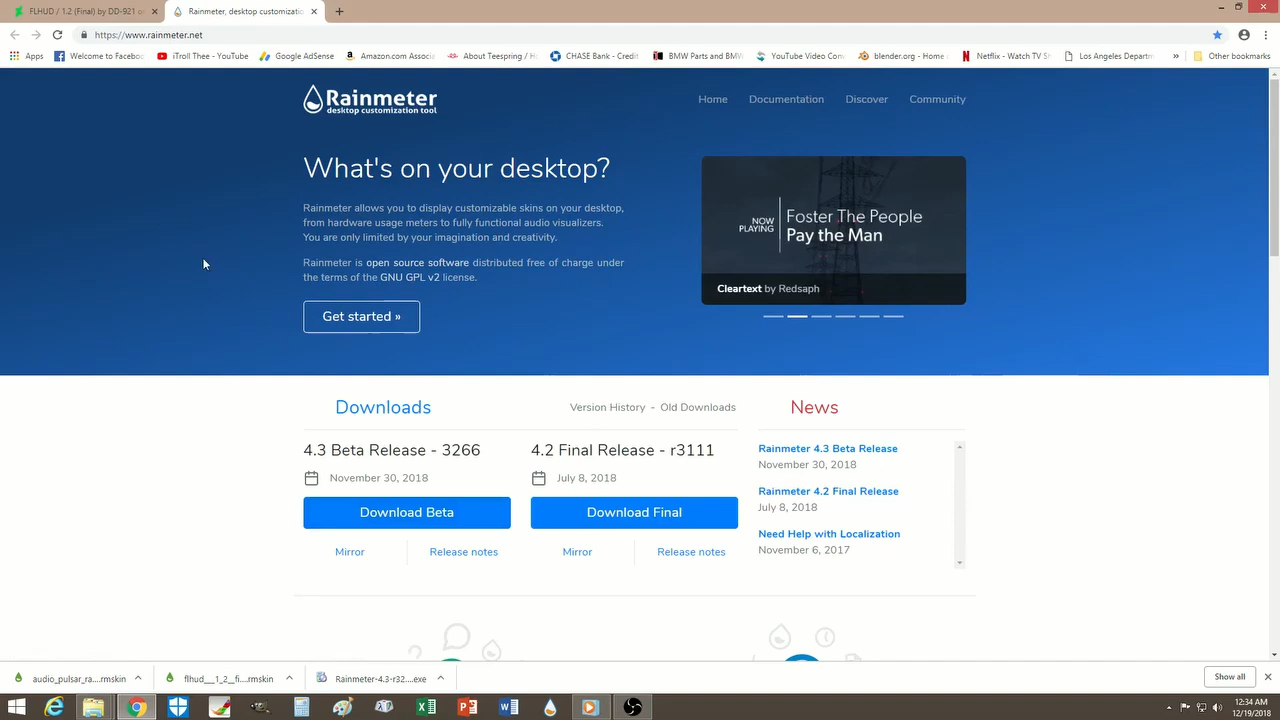 FLHUD / 1.2 (Final) by DD-921 o
Rainmeter, desktop customizatio
https://www.rainmeter.net
Apps
Welcome to Faceboo
iTroll Thee - YouTube
Google AdSense
Amazon.com Associ
About Teespring / H
CHASE Bank - Credit
BMW Parts and BMW
YouTube Video Con
blender.org - Home
Netflix - Watch TV S
Los Angeles Departm
»
Other bookmarks
Rainmeter
desktop customization tool
Home
Documentation
Discover
Community
What's on your desktop?
Rainmeter allows you to display customizable skins on your desktop,
from hardware usage meters to fully functional audio visualizers.
You are only limited by your imagination and creativity.
Rainmeter is open source software distributed free of charge under
the terms of the GNU GPL v2 license.
Get started »
NOW
PLAYING
Foster The People
Pay the Man
Cleartext by Redsaph
Downloads
Version History - Old Downloads
News
4.3 Beta Release - 3266
4.2 Final Release - r3111
November 30, 2018
July 8, 2018
Download Beta
Download Final
Mirror
Release notes
Mirror
Release notes
Rainmeter 4.3 Beta Release
November 30, 2018
Rainmeter 4.2 Final Release
July 8, 2018
Need Help with Localization
November 6, 2017
audio_pulsar_ra....rmskin
flhud___1_2__fi....rmskin
Rainmeter-4.3-r32....exe
Show all
12:34 AM
12/19/2018